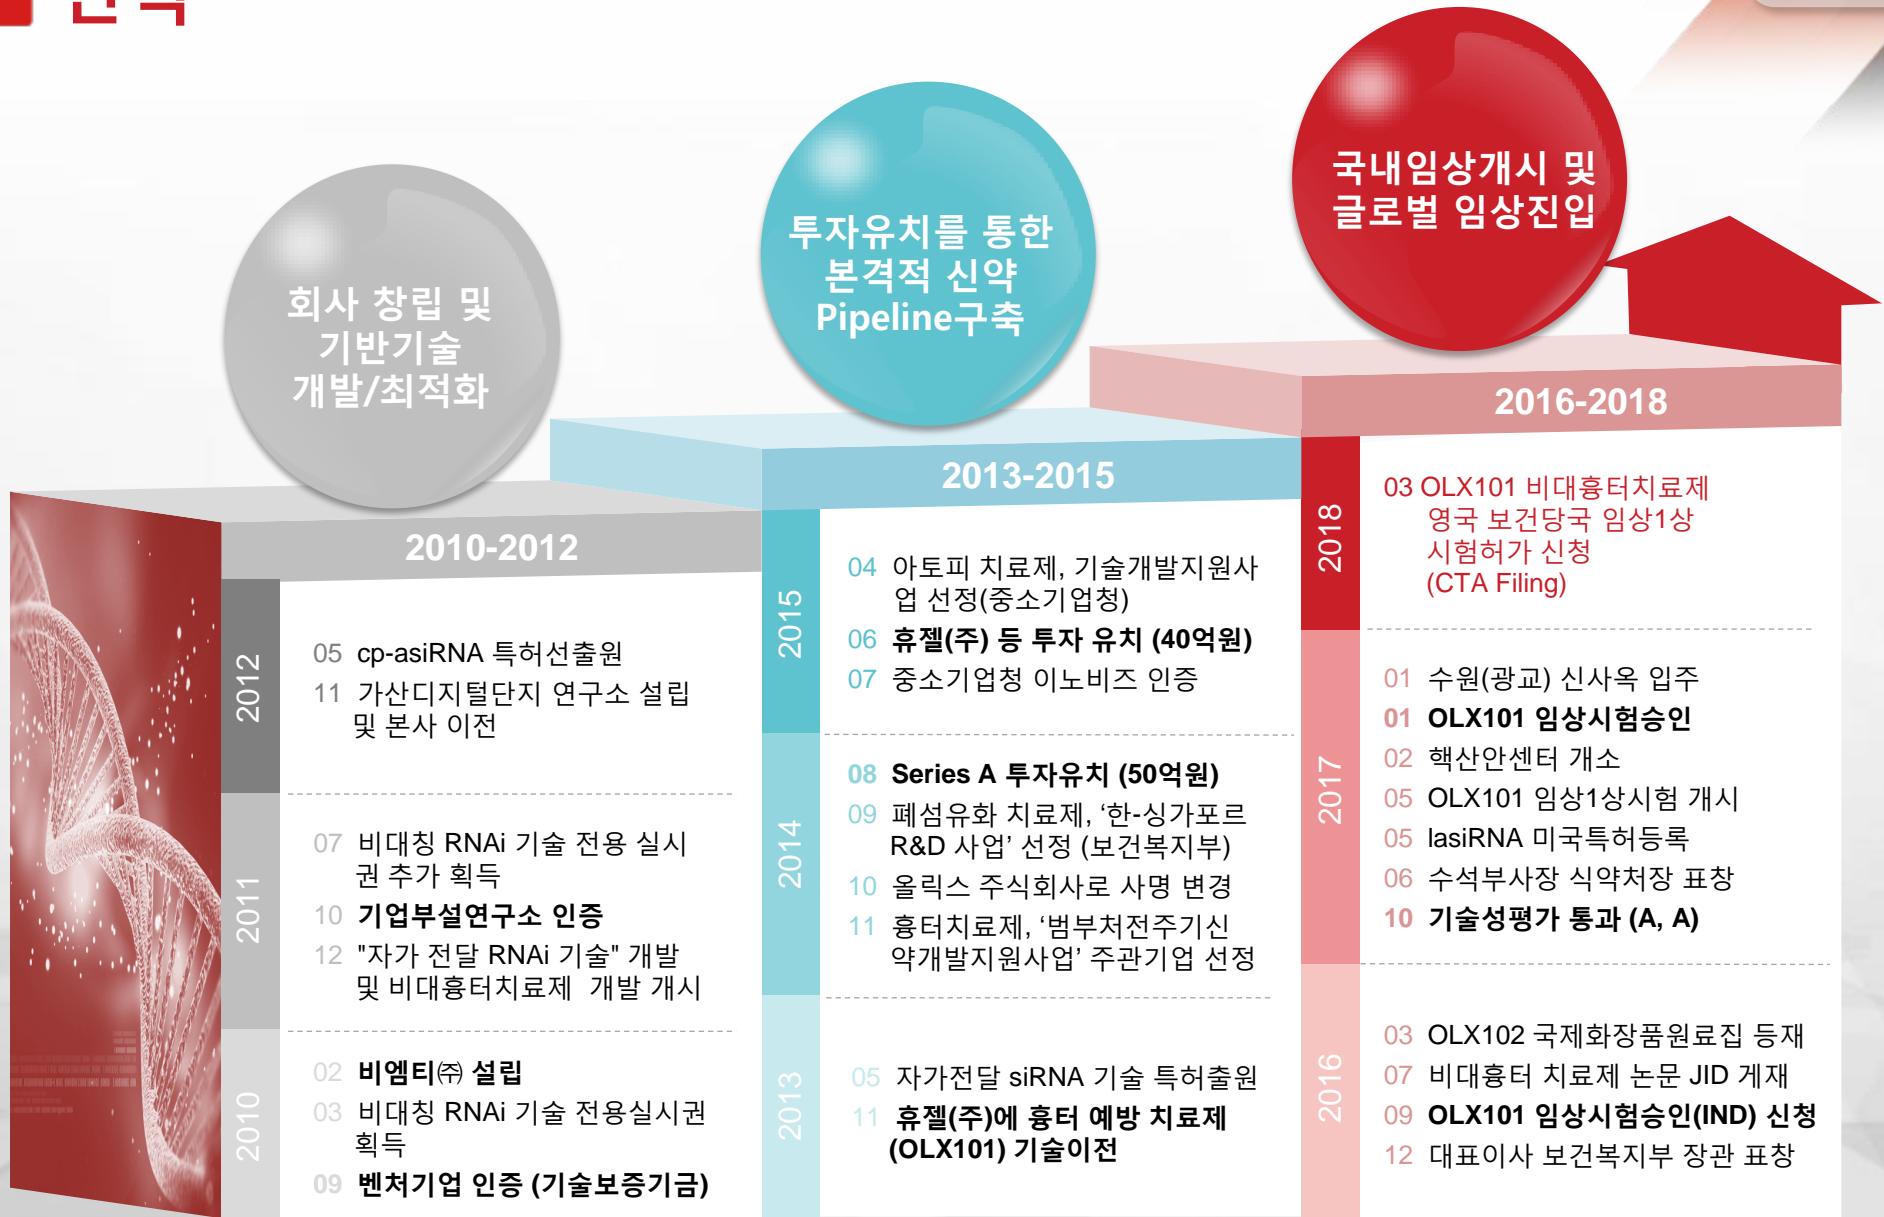 회사 창립 및
기반기술
개발/최적화
2010-2012
2012
05 cp-asiRNA 특허선출원
11 가산디지털단지 연구소 설립
및 본사 이전
2011
07 비대칭 RNAi 기술 전용 실시
권 추가 획득
10 기업부설연구소 인증
12 "자가 전달 RNAi 기술" 개발
및 비대흉터치료제 개발 개시
2010
02 비엠티㈜ 설립
03 비대칭 RNAi 기술 전용실시권
획득
09 벤처기업 인증 (기술보증기금)
투자유치를 통한
본격적 신약
Pipeline구축
2013-2015
2015
04 아토피 치료제, 기술개발지원사
업 선정(중소기업청)
06 휴젤(주) 등 투자 유치 (40억원)
07 중소기업청 이노비즈 인증
2014
08 Series A 투자유치 (50억원)
09 폐섬유화 치료제, ‘한-싱가포르
R&D 사업’ 선정 (보건복지부)
10 올릭스 주식회사로 사명 변경
11 흉터치료제, ‘범부처전주기신
약개발지원사업’ 주관기업 선정
2013
05 자가전달 siRNA 기술 특허출원
11 휴젤(주)에 흉터 예방 치료제
(OLX101) 기술이전
국내임상개시 및
글로벌 임상진입
2016-2018
2018
03 OLX101 비대흉터치료제
영국 보건당국 임상1상
시험허가 신청
(CTA Filing)
2017
01 수원(광교) 신사옥 입주
01 OLX101 임상시험승인
02 핵산안센터 개소
05 OLX101 임상1상시험 개시
05 lasiRNA 미국특허등록
06 수석부사장 식약처장 표창
10 기술성평가 통과 (A, A)
2016
03 OLX102 국제화장품원료집 등재
07 비대흉터 치료제 논문 JID 게재
09 OLX101 임상시험승인(IND) 신청
12 대표이사 보건복지부 장관 표창